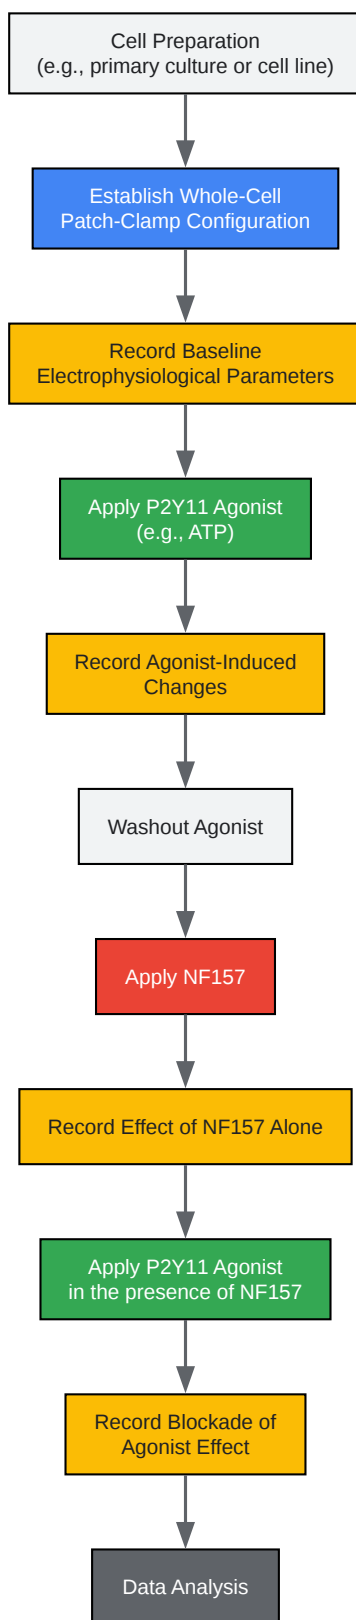 Cell Preparation
(e.g., primary culture or cell line)
Establish Whole-Cell
Patch-Clamp Configuration
Record Baseline
Electrophysiological Parameters
Apply P2Y11 Agonist
(e.g., ATP)
Record Agonist-Induced
Changes
Washout Agonist
Apply NF157
Record Effect of NF157 Alone
Apply P2Y11 Agonist
in the presence of NF157
Record Blockade of
Agonist Effect
Data Analysis